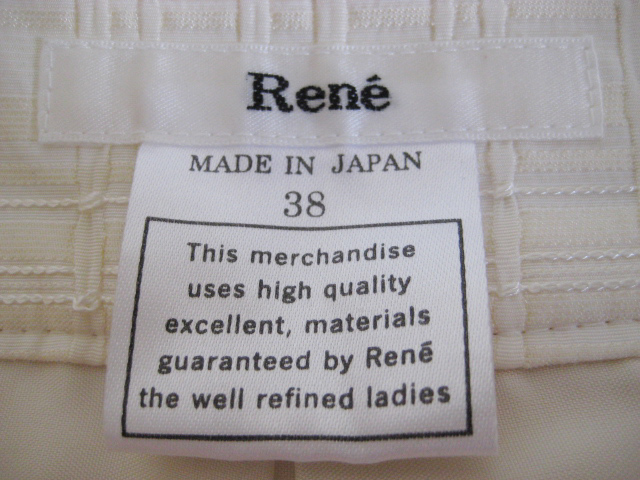 René
MADE IN JAPAN
38
This merchandise
uses high quality
excellent, materials
guaranteed by René
the well refined ladies